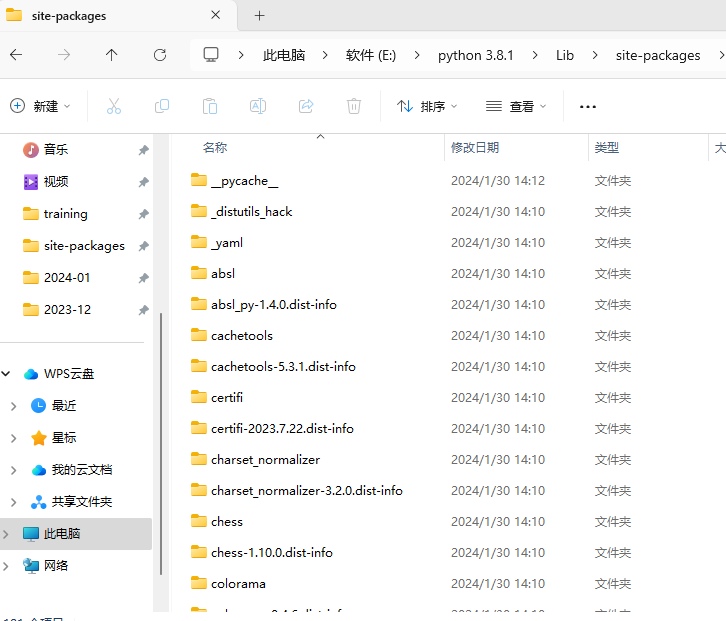 site-packages
此电脑 软件 (E:) python 3.8.1 Lib site-packages
新建 排序 查看
音乐
视频
training
site-packages
2024-01
2023-12
WPS云盘
最近
星标
我的云文档
共享文件夹
此电脑
网络
名称 修改日期 类型 大
__pycache__ 2024/1/30 14:12 文件夹
_distutils_hack 2024/1/30 14:10 文件夹
_yaml 2024/1/30 14:10 文件夹
absl 2024/1/30 14:10 文件夹
absl_py-1.4.0.dist-info 2024/1/30 14:10 文件夹
cachetools 2024/1/30 14:10 文件夹
cachetools-5.3.1.dist-info 2024/1/30 14:10 文件夹
certifi 2024/1/30 14:10 文件夹
certifi-2023.7.22.dist-info 2024/1/30 14:10 文件夹
charset_normalizer 2024/1/30 14:10 文件夹
charset_normalizer-3.2.0.dist-info 2024/1/30 14:10 文件夹
chess 2024/1/30 14:10 文件夹
chess-1.10.0.dist-info 2024/1/30 14:10 文件夹
colorama 2024/1/30 14:10 文件夹